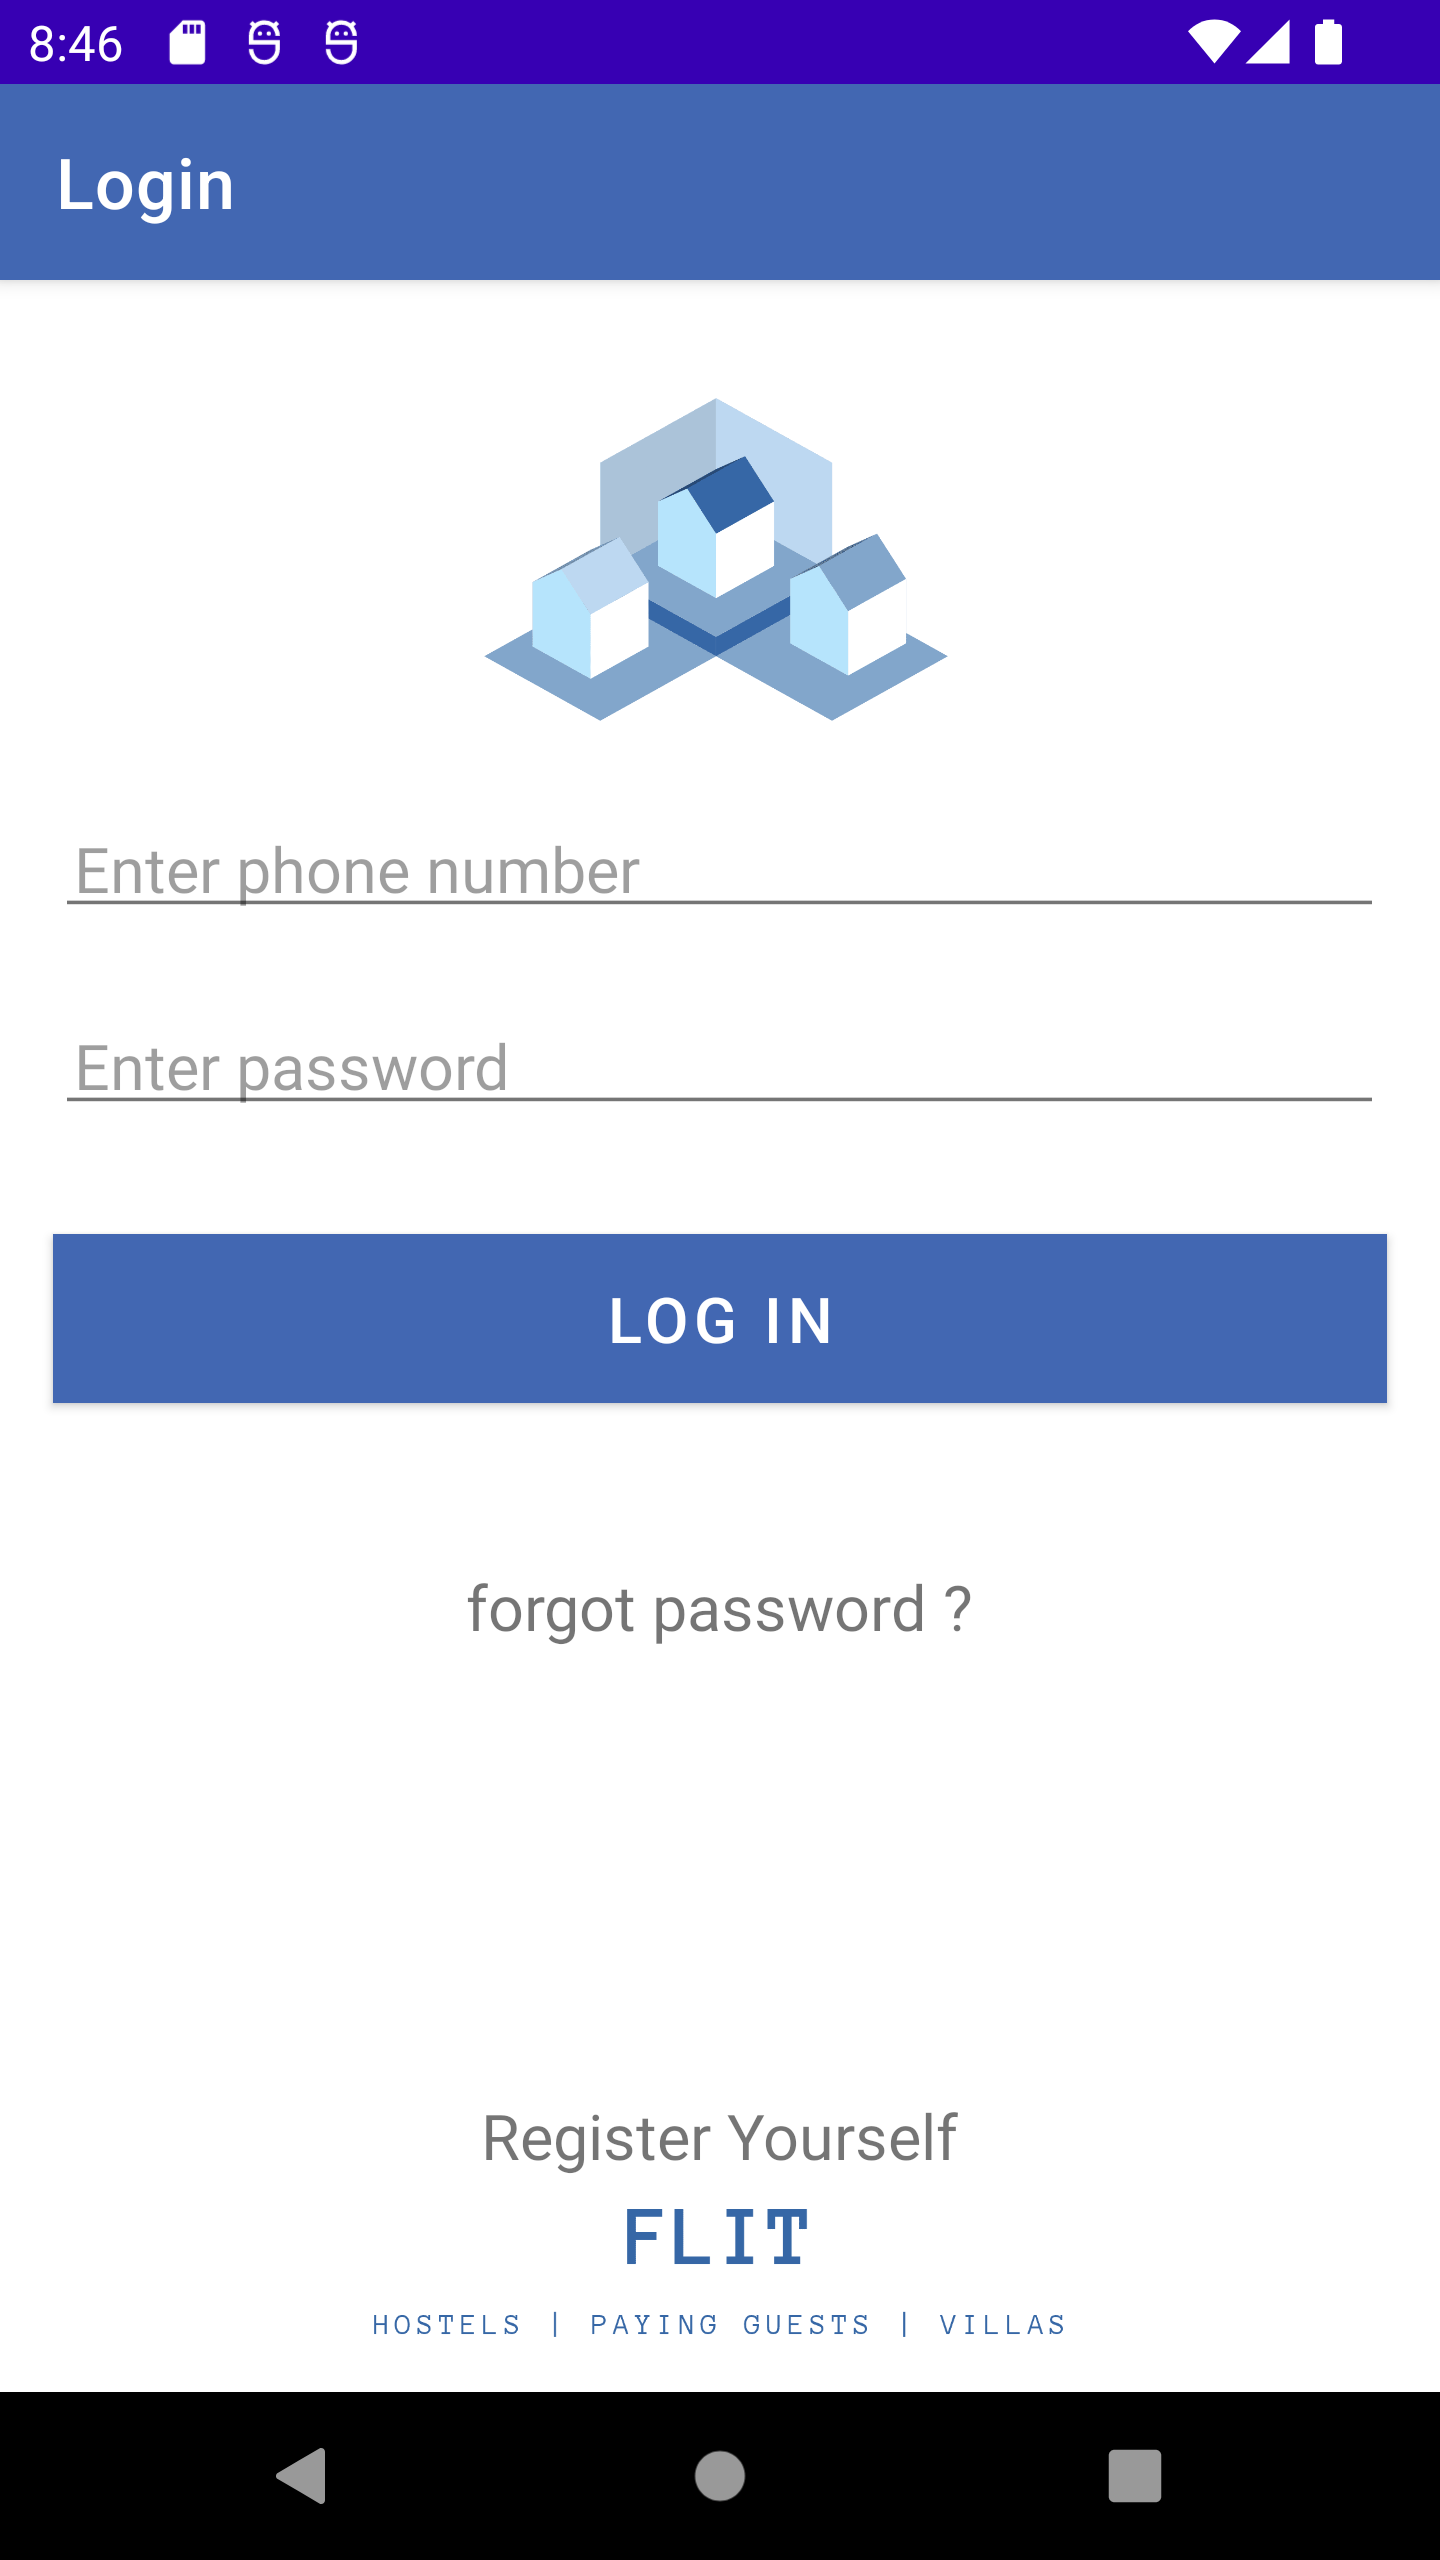 8:46
Login
Enter phone number
Enter password
LOG IN
forgot password ?
Register Yourself
FLIT
HOSTELS | PAYING GUESTS | VILLAS